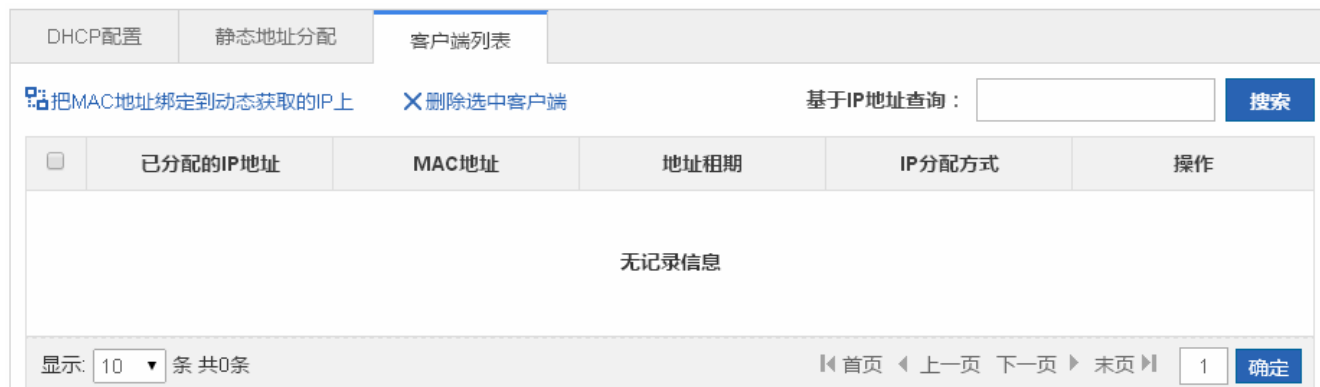 DHCP配置 静态地址分配 客户端列表
把MAC地址绑定到动态获取的IP上 删除选中客户端 基于IP地址查询： 搜索
已分配的IP地址 MAC地址 地址租期 IP分配方式 操作
无记录信息
显示: 10 条 共0条 首页 上一页 下一页 末页 1 确定